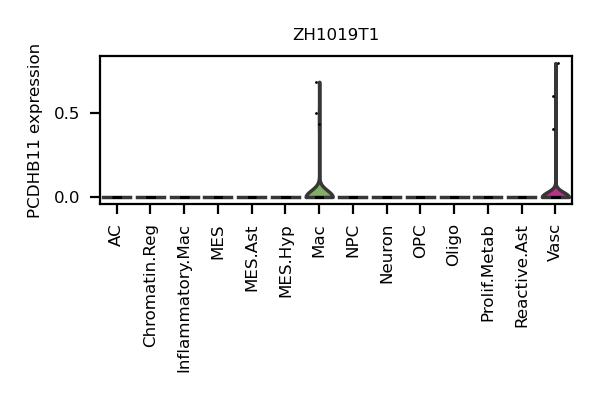 ZH1019T1
PCDHB11 expression
0.5
0.0
AC
Chromatin.Reg
Inflammatory.Mac
MES
MES.Ast
MES.Hyp
Mac
NPC
Neuron
OPC
Oligo
Prolif.Metab
Reactive.Ast
Vasc